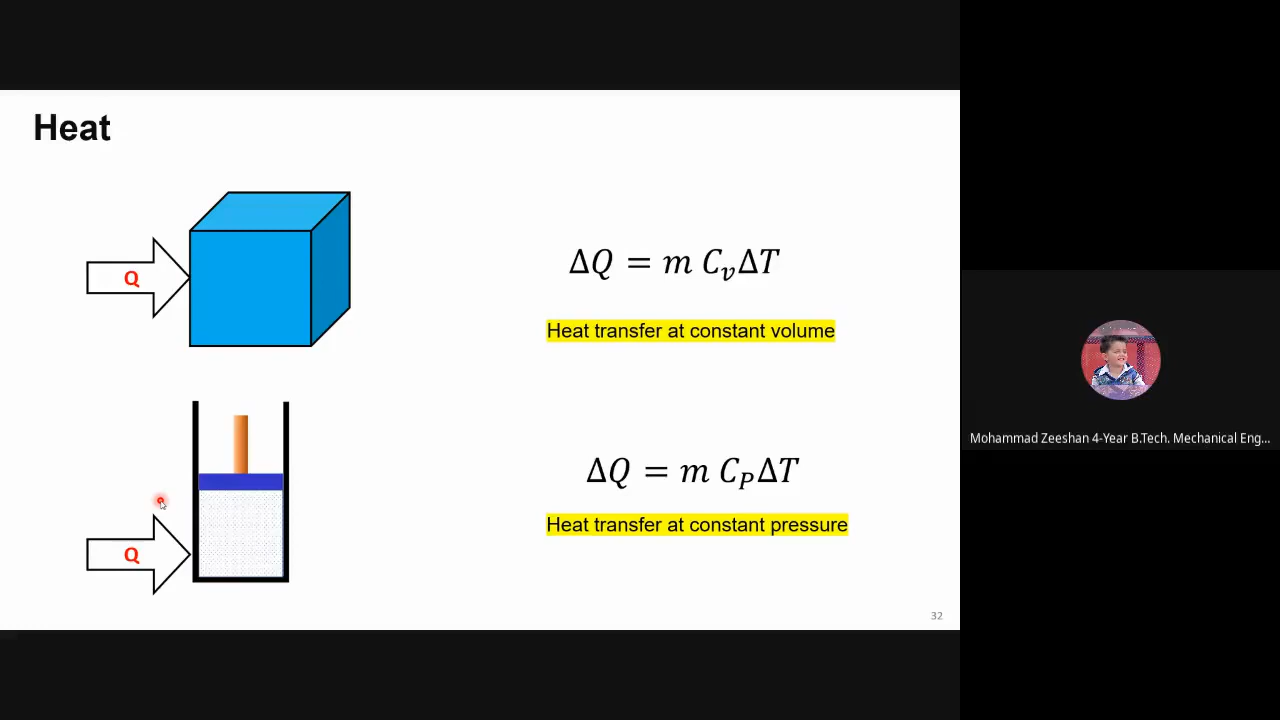 Heat
Q
ΔQ = m C_v ΔT
Heat transfer at constant volume
Q
ΔQ = m C_P ΔT
Heat transfer at constant pressure
32
Mohammad Zeeshan 4-Year B.Tech. Mechanical Eng...